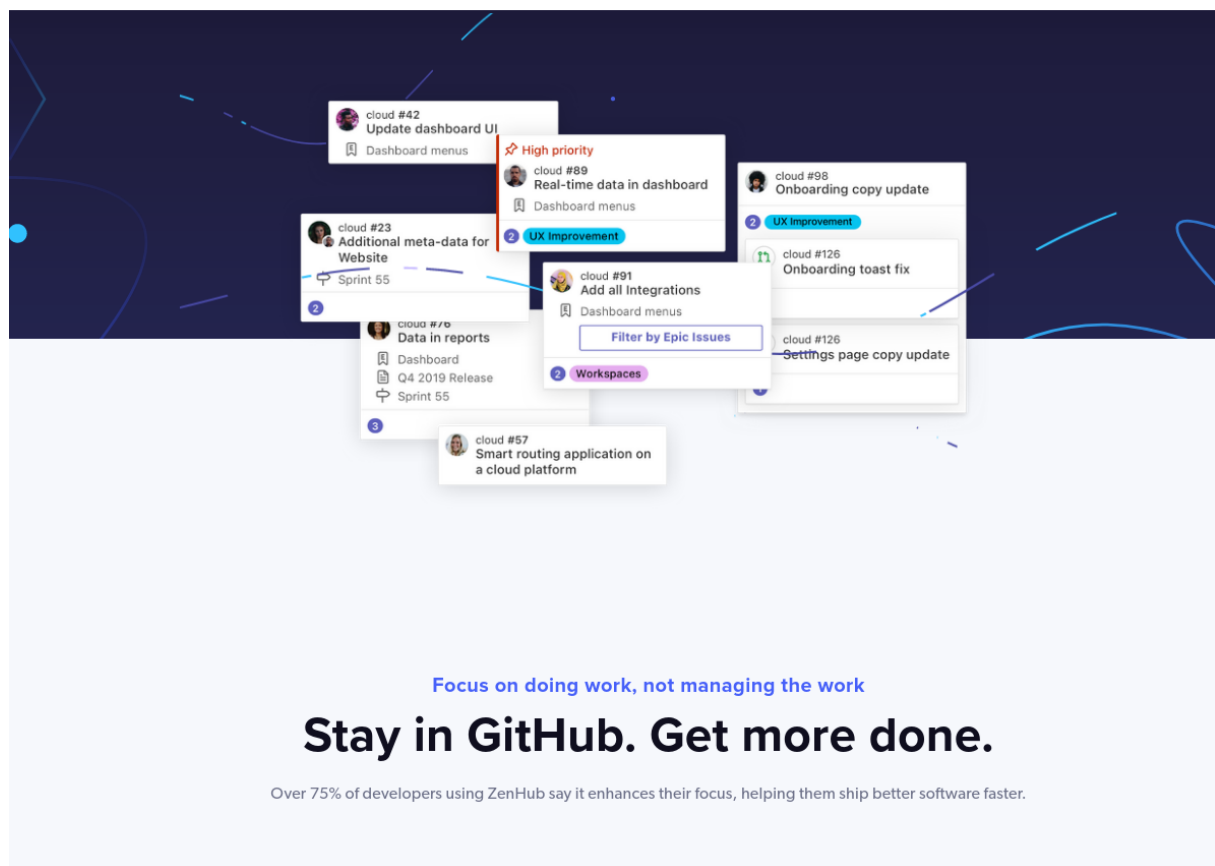 cloud #42
Update dashboard UI
Dashboard menus
High priority
cloud #89
Real-time data in dashboard
Dashboard menus
2 UX Improvement
cloud #98
Onboarding copy update
2 UX Improvement
cloud #126
Onboarding toast fix
cloud #126
Settings page copy update
cloud #23
Additional meta-data for
Website
Sprint 55
2
cloud #91
Add all Integrations
Dashboard menus
Filter by Epic Issues
2 Workspaces
cloud #76
Data in reports
Dashboard
Q4 2019 Release
Sprint 55
3
cloud #57
Smart routing application on
a cloud platform
Focus on doing work, not managing the work
Stay in GitHub. Get more done.
Over 75% of developers using ZenHub say it enhances their focus, helping them ship better software faster.